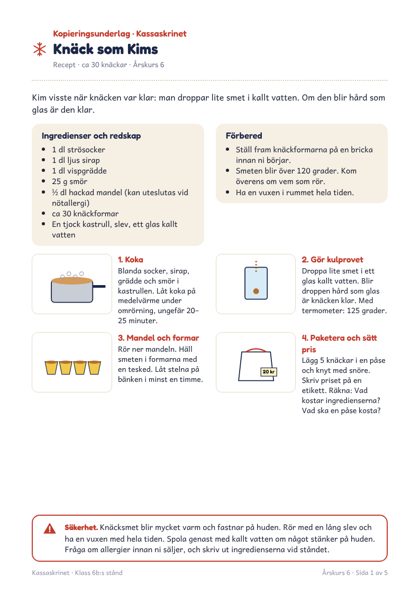 Kopieringsunderlag · Kassaskrinet
Knäck som Kims
Recept · ca 30 knäckar · Årskurs 6
Kim visste när knäcken var klar: man droppar lite smet i kallt vatten. Om den blir hård som
glas är den klar.
Ingredienser och redskap
• 1 dl strösocker
• 1 dl ljus sirap
• 1 dl vispgrädde
• 25 g smör
• ½ dl hackad mandel (kan uteslutas vid
nötallergi)
• ca 30 knäckformar
• En tjock kastrull, slev, ett glas kallt
vatten
Förbered
• Ställ fram knäckformarna på en bricka
innan ni börjar.
• Smeten blir över 120 grader. Kom
överens om vem som rör.
• Ha en vuxen i rummet hela tiden.
1. Koka
Blanda socker, sirap,
grädde och smör i
kastrullen. Låt koka på
medelvärme under
omrörning, ungefär 20–
25 minuter.
2. Gör kulprovet
Droppa lite smet i ett
glas kallt vatten. Blir
droppen hård som glas
är knäcken klar. Med
termometer: 125 grader.
3. Mandel och formar
Rör ner mandeln. Häll
smeten i formarna med
en tesked. Låt stelna på
bänken i minst en timme.
20 kr
4. Paketera och sätt
pris
Lägg 5 knäckar i en påse
och knyt med snöre.
Skriv priset på en
etikett. Räkna: Vad
kostar ingredienserna?
Vad ska en påse kosta?
Säkerhet. Knäcksmet blir mycket varm och fastnar på huden. Rör med en lång slev och
ha en vuxen med hela tiden. Spola genast med kallt vatten om något stänker på huden.
Fråga om allergier innan ni säljer, och skriv ut ingredienserna vid ståndet.
Kassaskrinet · Klass 6b:s stånd
Årskurs 6 · Sida 1 av 5